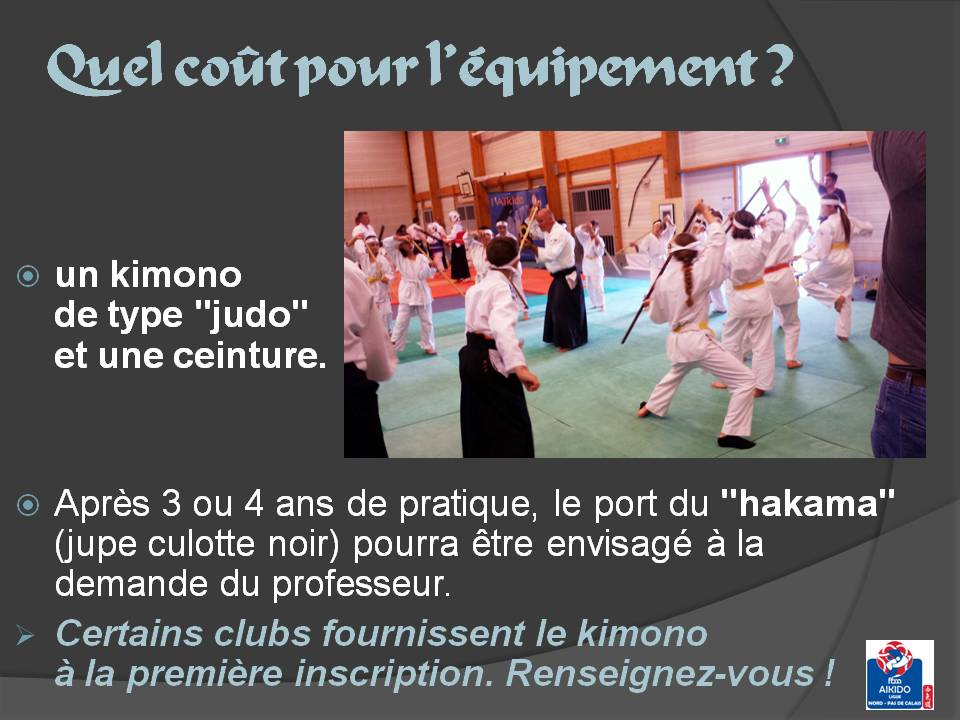 Quel coût pour l'équipement ?
l'Aïkido
un kimono
de type "judo"
et une ceinture.
Après 3 ou 4 ans de pratique, le port du "hakama"
(jupe culotte noir) pourra être envisagé à la
demande du professeur.
Certains clubs fournissent le kimono
à la première inscription. Renseignez-vous !
AIKIDO
LIGUE
NORD - PAS DE CALAIS